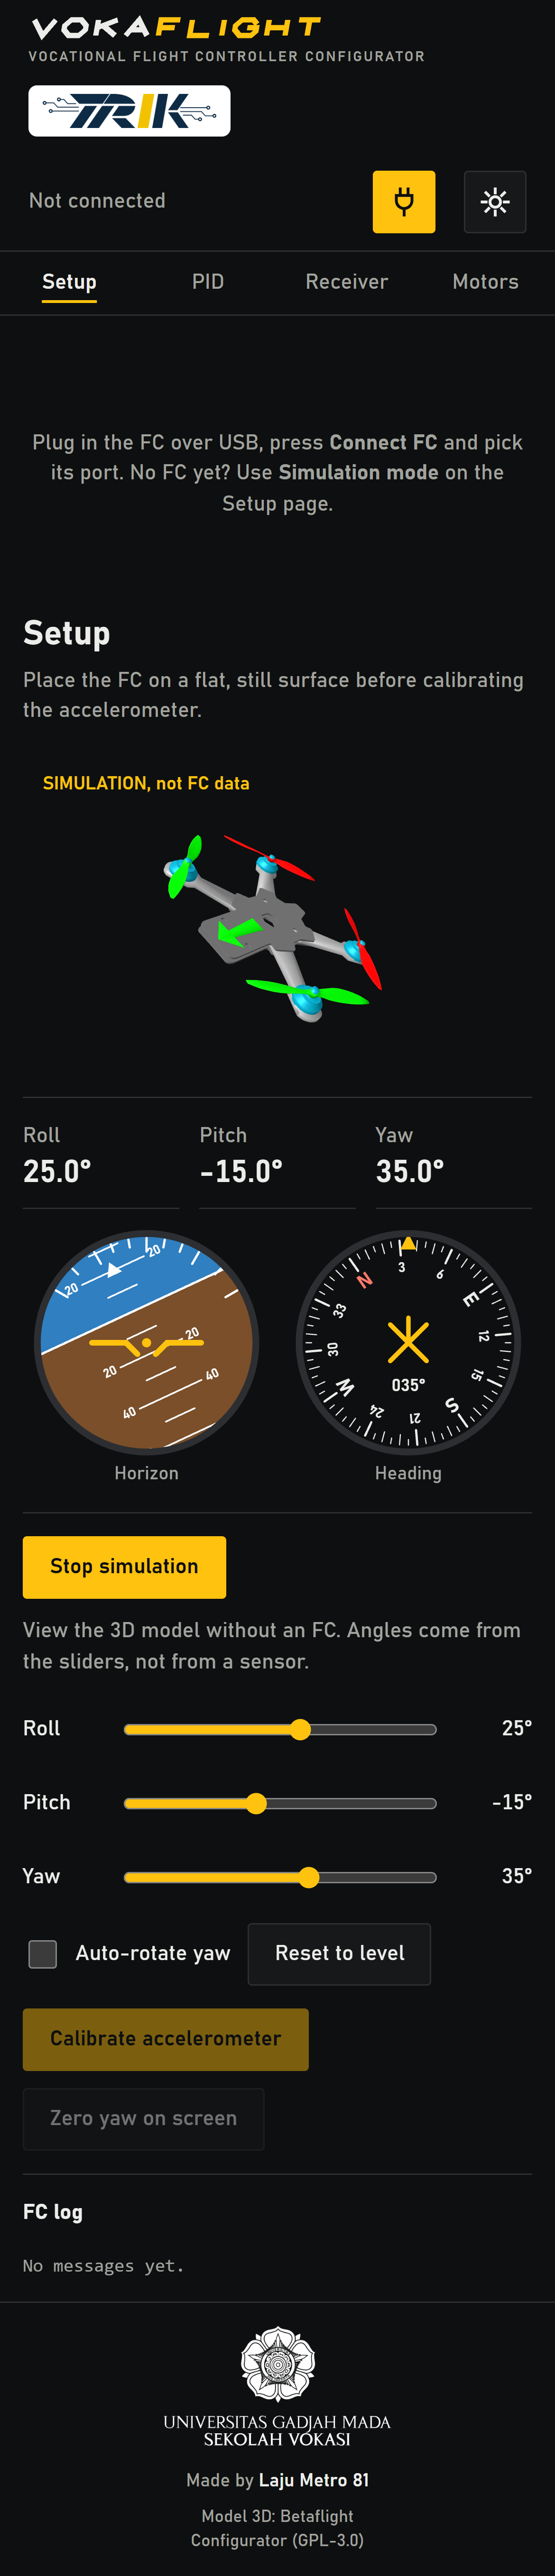 VOKAFLIGHT
VOCATIONAL FLIGHT CONTROLLER CONFIGURATOR
TRIK
Not connected
Setup PID Receiver Motors
Plug in the FC over USB, press Connect FC and pick
its port. No FC yet? Use Simulation mode on the
Setup page.
Setup
Place the FC on a flat, still surface before calibrating
the accelerometer.
SIMULATION, not FC data
Roll Pitch Yaw
25.0° -15.0° 35.0°
20 20
20 20
40 40
N 3 6 E 12 15 S 21 24 W 30 33
035°
Horizon Heading
Stop simulation
View the 3D model without an FC. Angles come from
the sliders, not from a sensor.
Roll 25°
Pitch -15°
Yaw 35°
Auto-rotate yaw Reset to level
Calibrate accelerometer
Zero yaw on screen
FC log
No messages yet.
UNIVERSITAS GADJAH MADA
SEKOLAH VOKASI
Made by Laju Metro 81
Model 3D: Betaflight
Configurator (GPL-3.0)